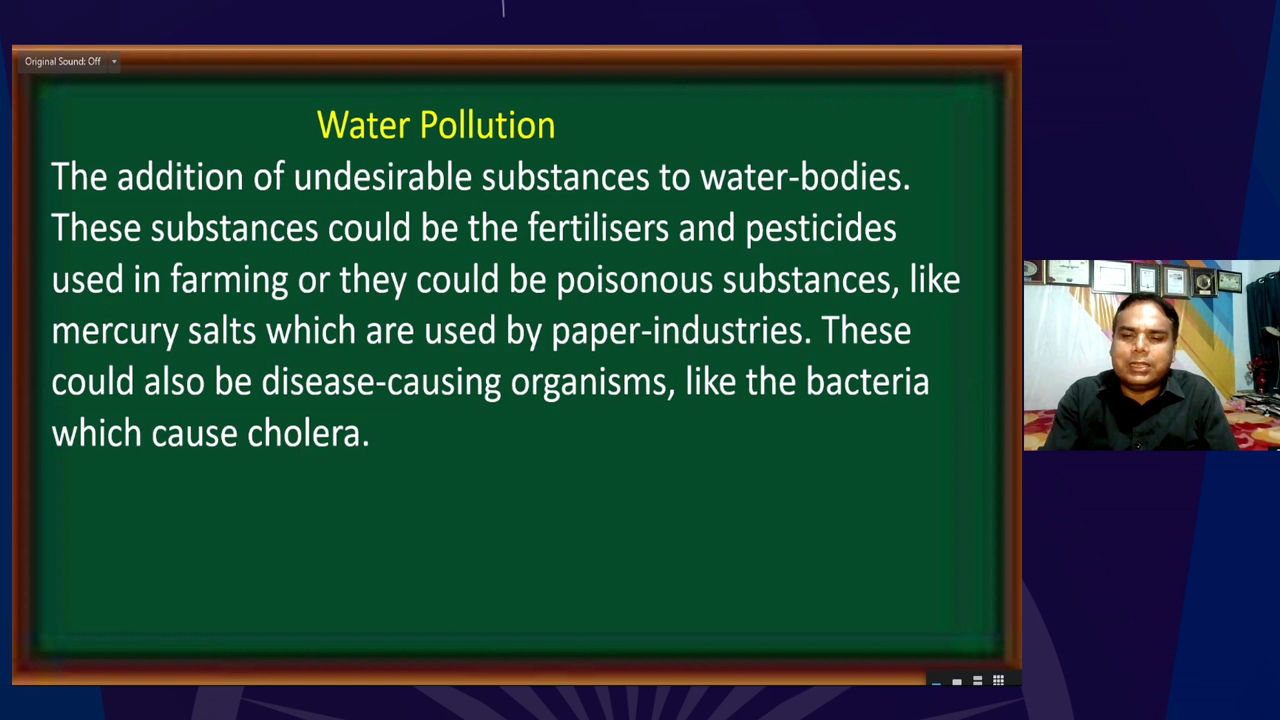 Original Sound: Off
Water Pollution
The addition of undesirable substances to water-bodies.
These substances could be the fertilisers and pesticides
used in farming or they could be poisonous substances, like
mercury salts which are used by paper-industries. These
could also be disease-causing organisms, like the bacteria
which cause cholera.